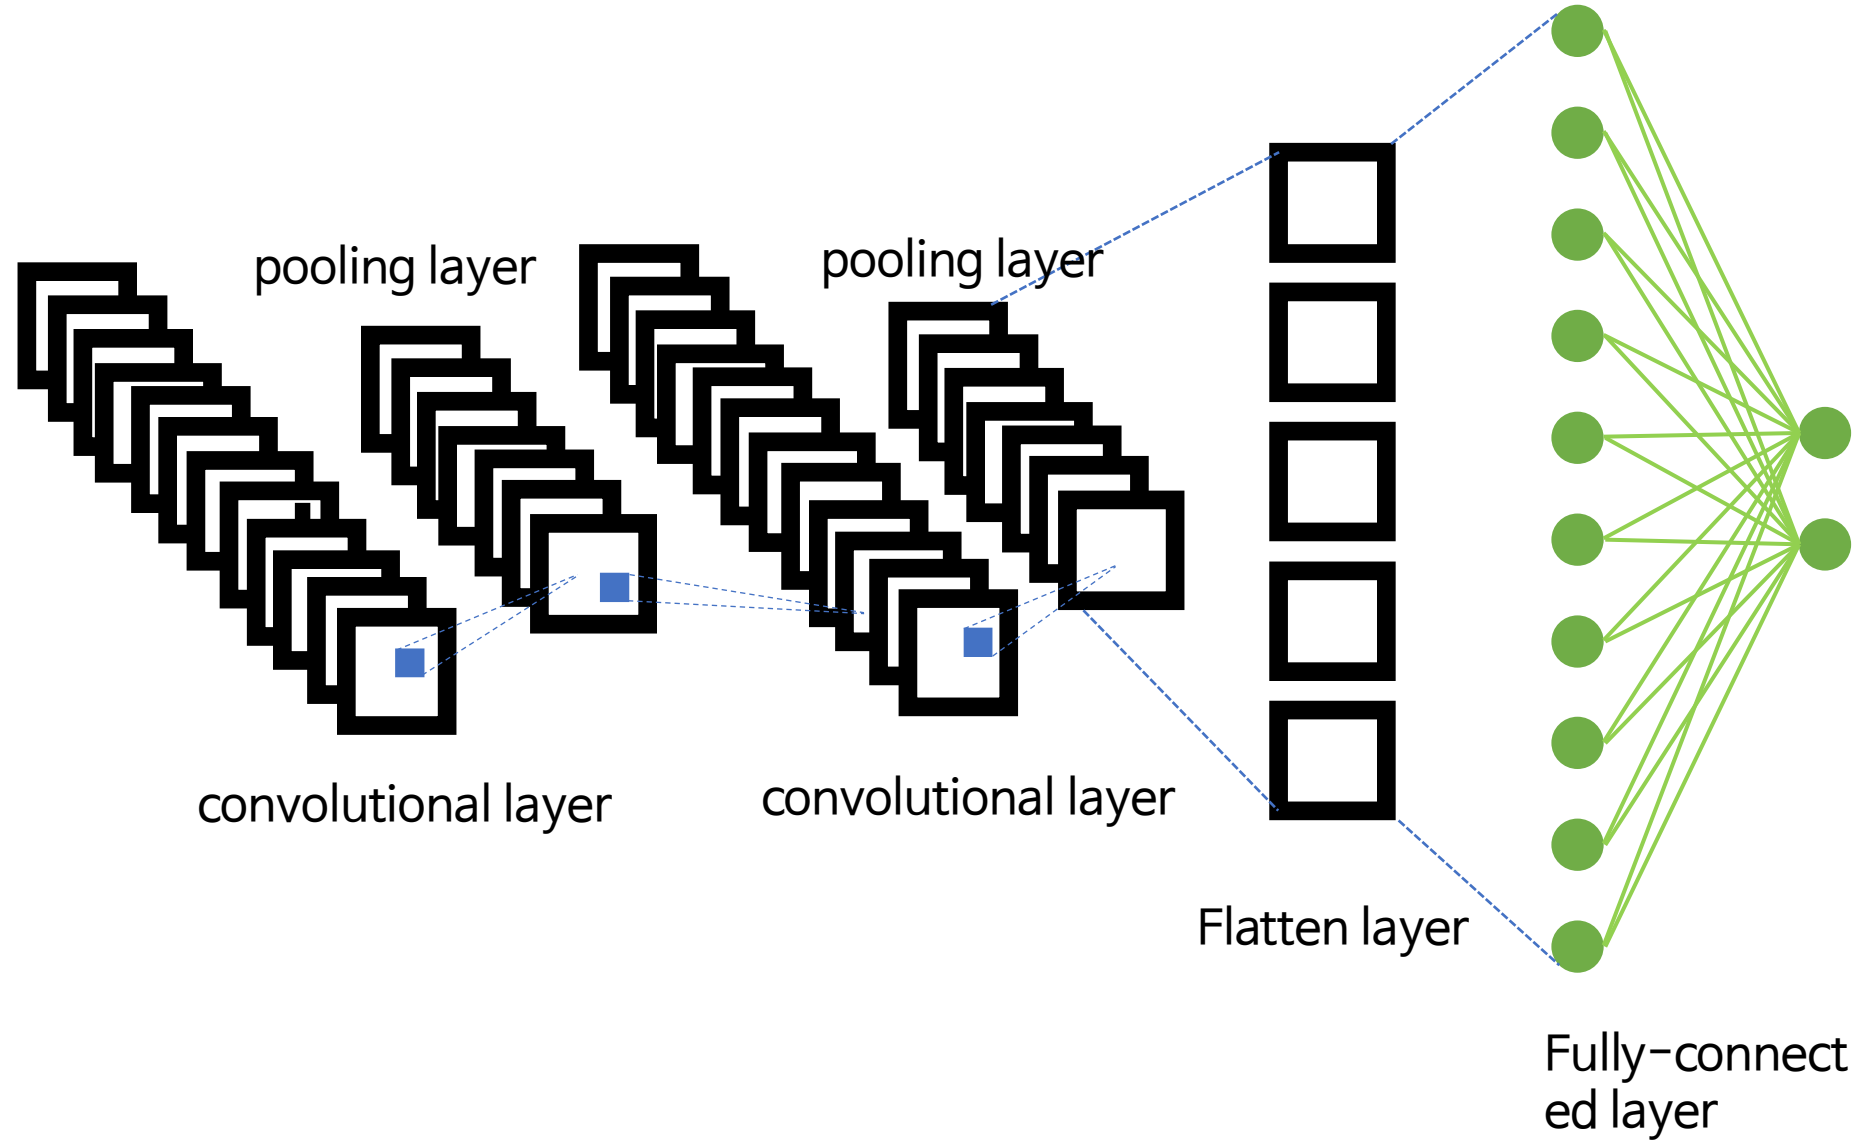 pooling layer
pooling layer
convolutional layer
convolutional layer
Flatten layer
Fully-connect
ed layer